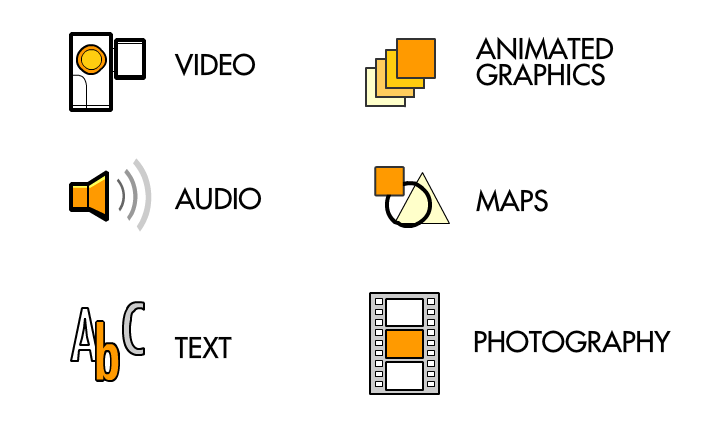 VIDEO
ANIMATED
GRAPHICS
AUDIO
MAPS
AbC
TEXT
PHOTOGRAPHY